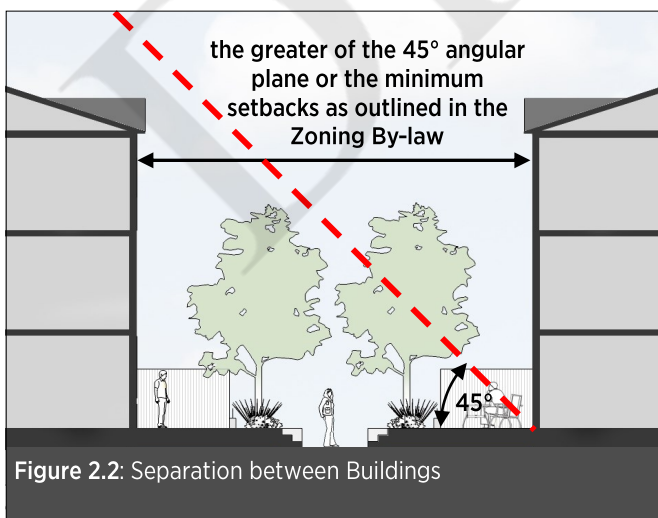 the greater of the 45° angular
plane or the minimum
setbacks as outlined in the
Zoning By-law
45°
Figure 2.2: Separation between Buildings